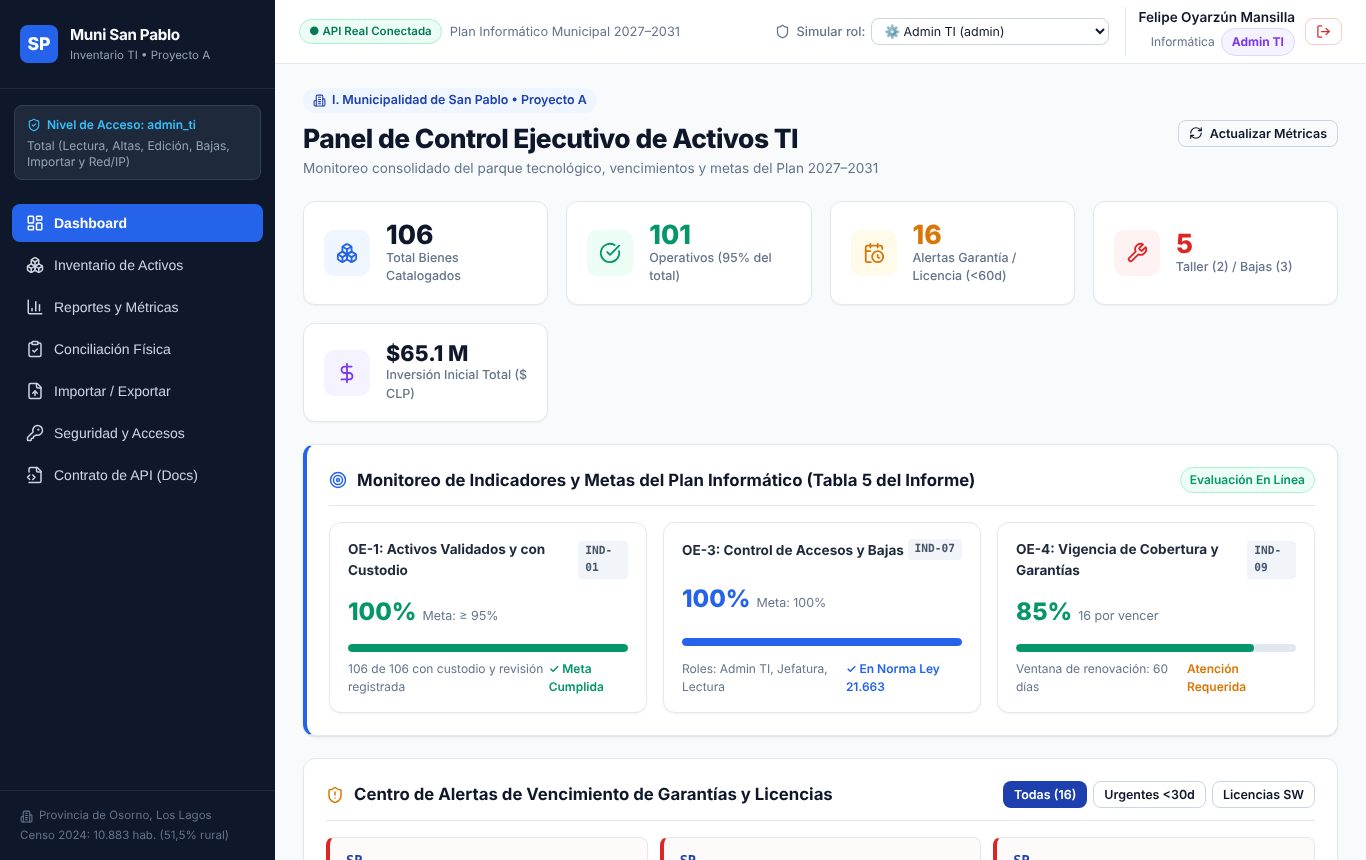 SP
Muni San Pablo
Inventario TI • Proyecto A
Nivel de Acceso: admin_ti
Total (Lectura, Altas, Edición, Bajas,
Importar y Red/IP)
Dashboard
Inventario de Activos
Reportes y Métricas
Conciliación Física
Importar / Exportar
Seguridad y Accesos
Contrato de API (Docs)
Provincia de Osorno, Los Lagos
Censo 2024: 10.883 hab. (51,5% rural)
API Real Conectada
Plan Informático Municipal 2027–2031
Simular rol:
⚙️ Admin TI (admin)
Felipe Oyarzún Mansilla
Informática
Admin TI
I. Municipalidad de San Pablo • Proyecto A
Panel de Control Ejecutivo de Activos TI
Monitoreo consolidado del parque tecnológico, vencimientos y metas del Plan 2027–2031
Actualizar Métricas
106
Total Bienes
Catalogados
101
Operativos (95% del
total)
16
Alertas Garantía /
Licencia (<60d)
5
Taller (2) / Bajas (3)
$65.1 M
Inversión Inicial Total ($
CLP)
Monitoreo de Indicadores y Metas del Plan Informático (Tabla 5 del Informe)
Evaluación En Línea
OE-1: Activos Validados y con
Custodio
IND-
01
100% Meta: ≥ 95%
106 de 106 con custodio y revisión
registrada
✓ Meta
Cumplida
OE-3: Control de Accesos y Bajas
IND-07
100% Meta: 100%
Roles: Admin TI, Jefatura,
Lectura
✓ En Norma Ley
21.663
OE-4: Vigencia de Cobertura y
Garantías
IND-
09
85% 16 por vencer
Ventana de renovación: 60
días
Atención
Requerida
Centro de Alertas de Vencimiento de Garantías y Licencias
Todas (16)
Urgentes <30d
Licencias SW